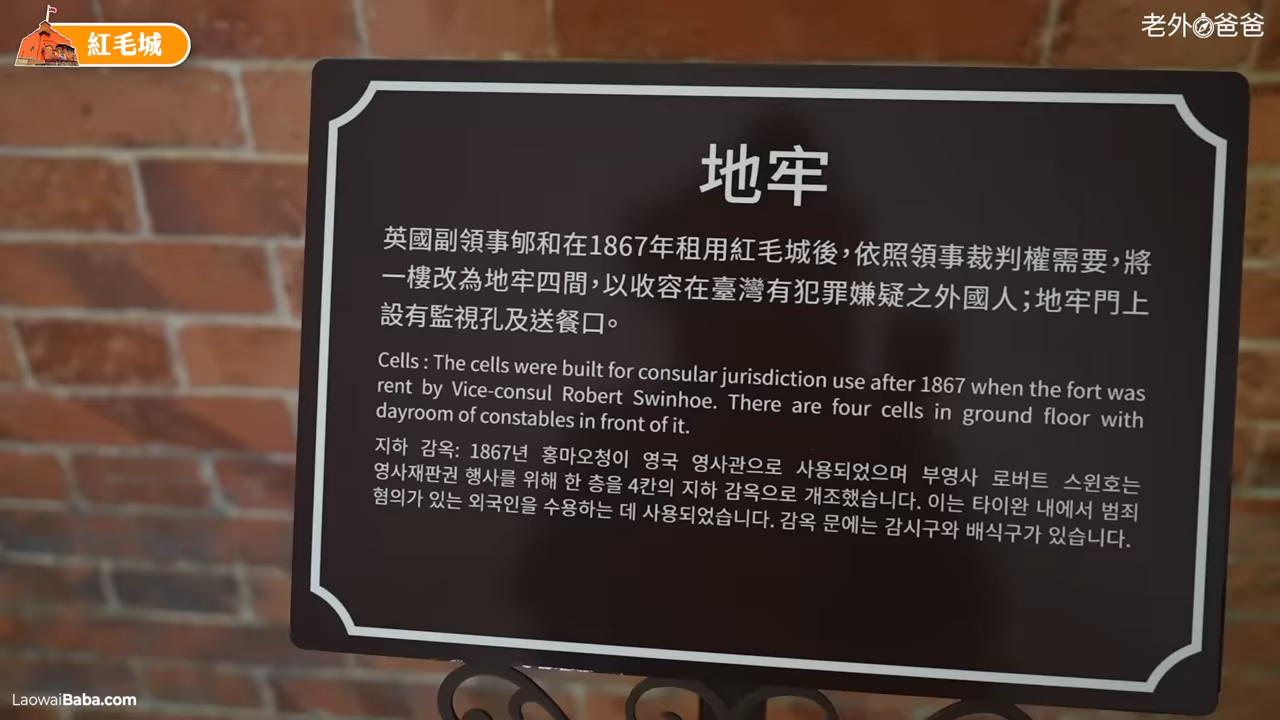 紅毛城
老外爸爸
地牢
英國副領事郇和在1867年租用紅毛城後，依照領事裁判權需要，將
一樓改為地牢四間，以收容在臺灣有犯罪嫌疑之外國人；地牢門上
設有監視孔及送餐口。
Cells : The cells were built for consular jurisdiction use after 1867 when the fort was
rent by Vice-consul Robert Swinhoe. There are four cells in ground floor with
dayroom of constables in front of it.
지하 감옥: 1867년 홍마오청이 영국 영사관으로 사용되었으며 부영사 로버트 스윈호는
영사재판권 행사를 위해 한 층을 4칸의 지하 감옥으로 개조했습니다. 이는 타이완 내에서 범죄
혐의가 있는 외국인을 수용하는 데 사용되었습니다. 감옥 문에는 감시구와 배식구가 있습니다.
LaowaiBaba.com